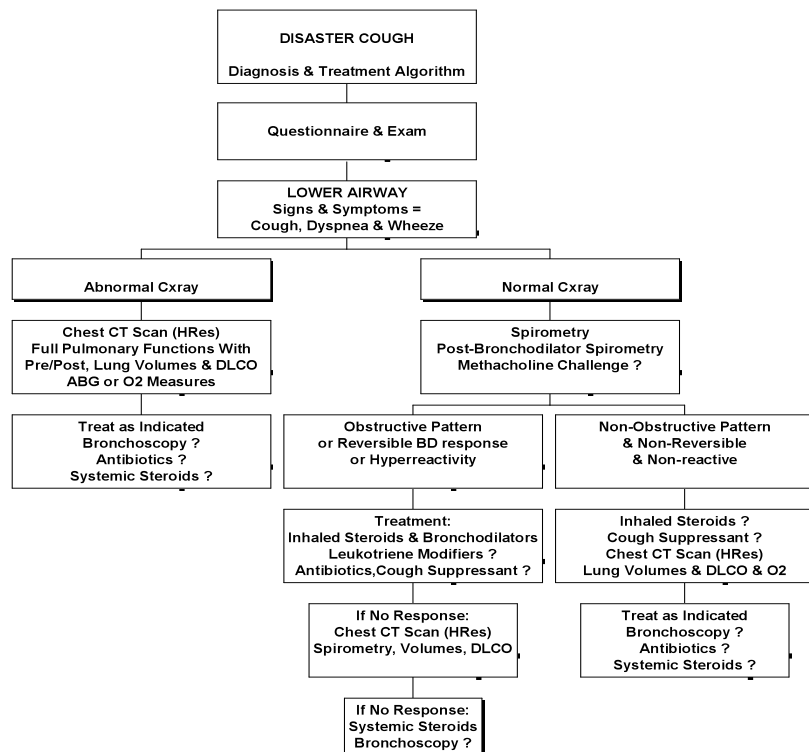 DISASTER COUGH
Diagnosis & Treatment Algorithm
Questionnaire & Exam
LOWER AIRWAY
Signs & Symptoms =
Cough, Dyspnea & Wheeze
Abnormal Cxray
Normal Cxray
Chest CT Scan (HRes)
Full Pulmonary Functions With
Pre/Post, Lung Volumes & DLCO
ABG or O2 Measures
Spirometry
Post-Bronchodilator Spirometry
Methacholine Challenge ?
Treat as Indicated
Bronchoscopy ?
Antibiotics ?
Systemic Steroids ?
Obstructive Pattern
or Reversible BD response
or Hyperreactivity
Non-Obstructive Pattern
& Non-Reversible
& Non-reactive
Treatment:
Inhaled Steroids & Bronchodilators
Leukotriene Modifiers ?
Antibiotics,Cough Suppressant ?
Inhaled Steroids ?
Cough Suppressant ?
Chest CT Scan (HRes)
Lung Volumes & DLCO & O2
If No Response:
Chest CT Scan (HRes)
Spirometry, Volumes, DLCO
Treat as Indicated
Bronchoscopy ?
Antibiotics ?
Systemic Steroids ?
If No Response:
Systemic Steroids
Bronchoscopy ?